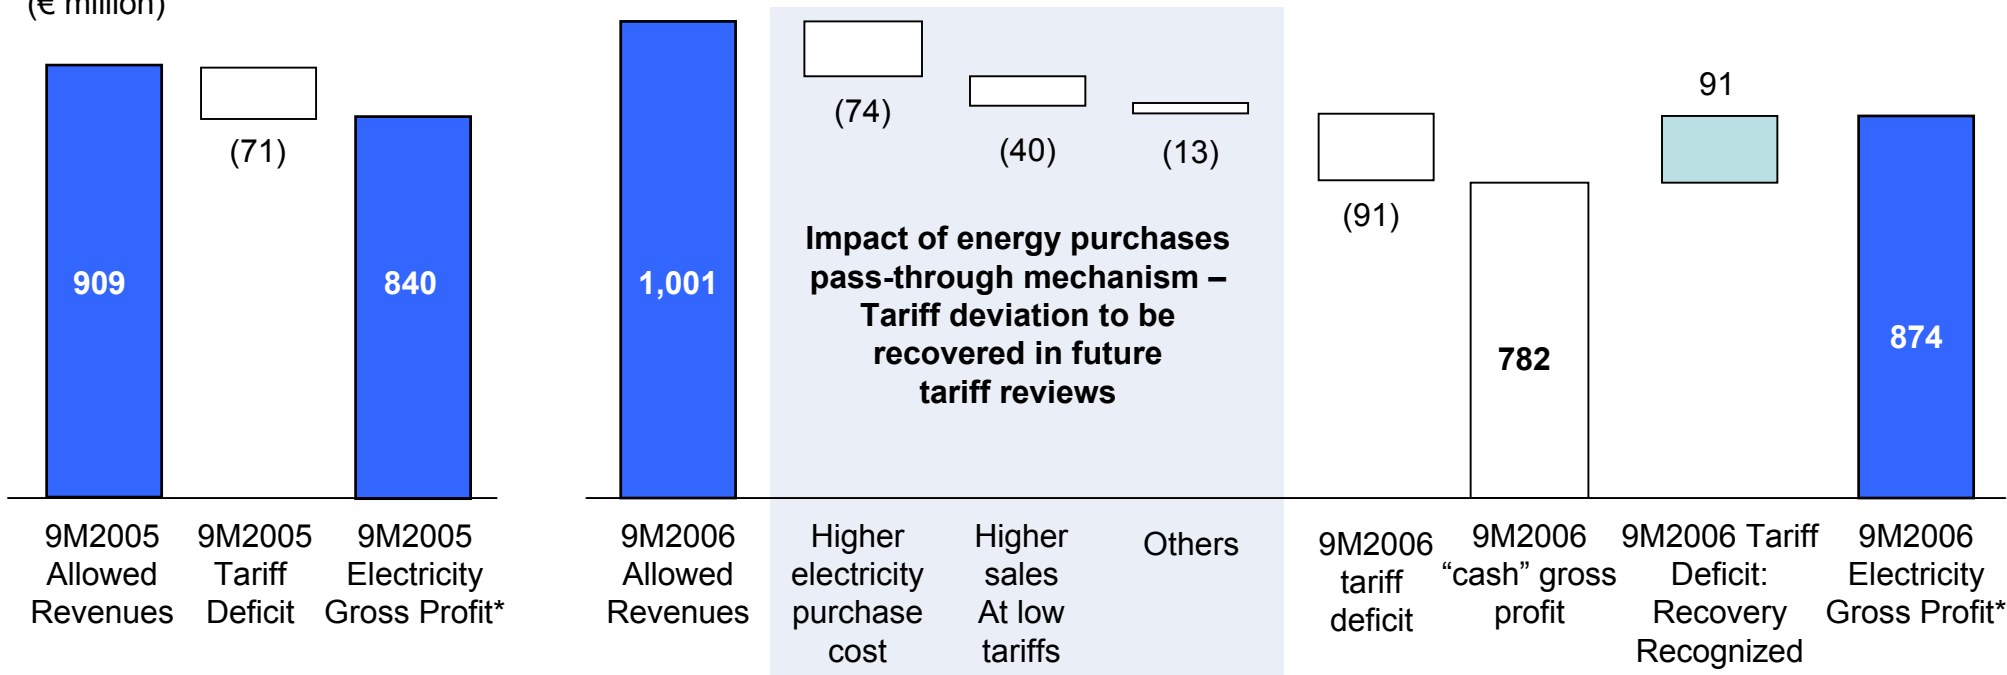 (€ million)
909
(71)
840
1,001
(74)
(40)
(13)
Impact of energy purchases
pass-through mechanism –
Tariff deviation to be
recovered in future
tariff reviews
(91)
782
91
874
9M2005
Allowed
Revenues
9M2005
Tariff
Deficit
9M2005
Electricity
Gross Profit*
9M2006
Allowed
Revenues
Higher
electricity
purchase
cost
Higher
sales
At low
tariffs
Others
9M2006
tariff
deficit
9M2006
“cash” gross
profit
9M2006 Tariff
Deficit:
Recovery
Recognized
9M2006
Electricity
Gross Profit*